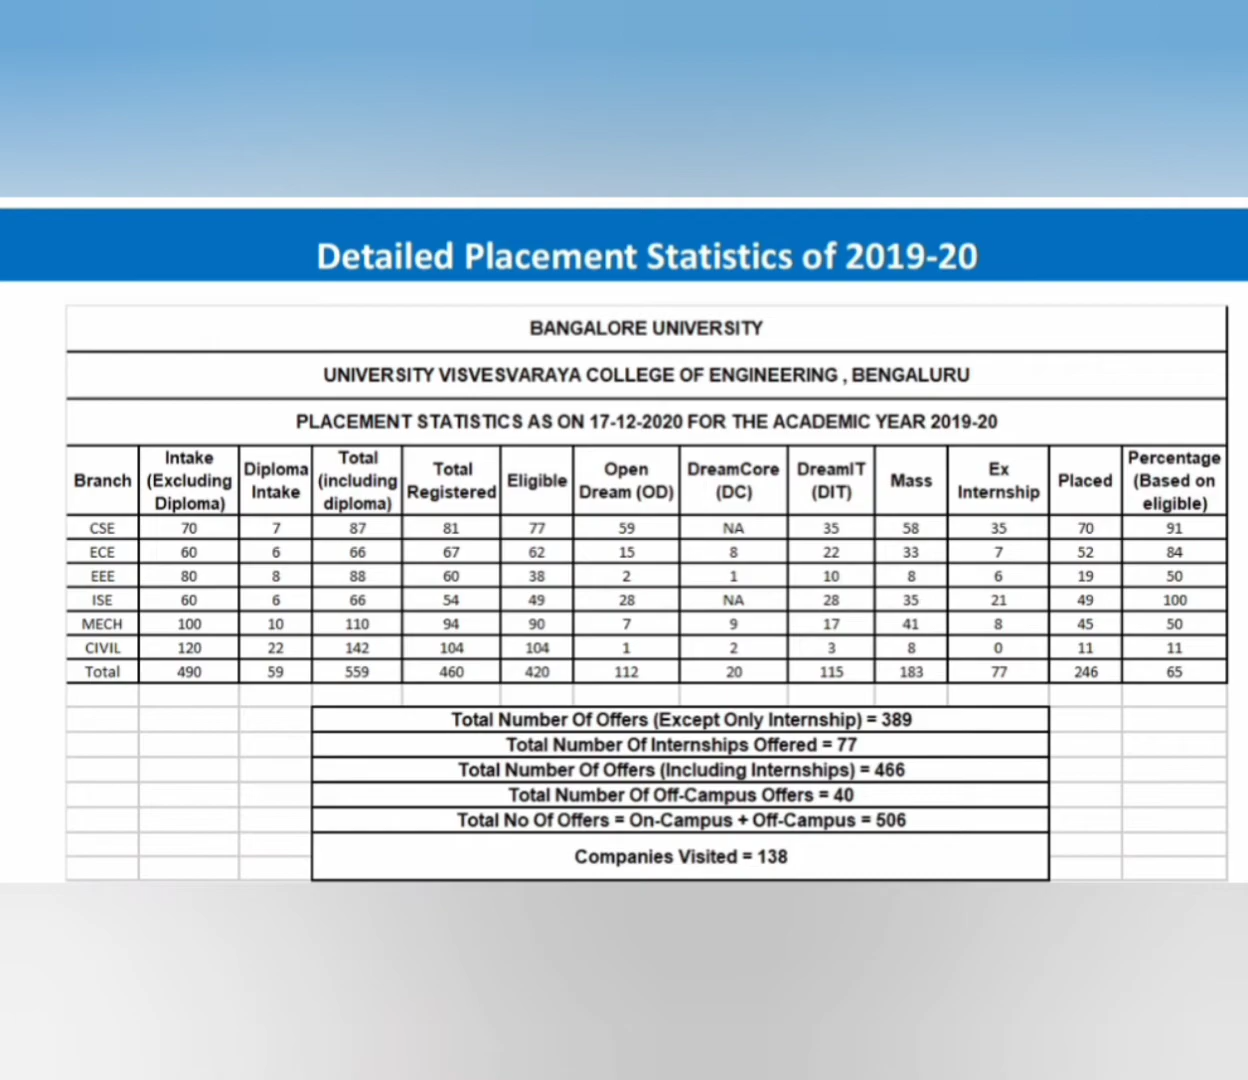 Detailed Placement Statistics of 2019-20
BANGALORE UNIVERSITY
UNIVERSITY VISVESVARAYA COLLEGE OF ENGINEERING , BENGALURU
PLACEMENT STATISTICS AS ON 17-12-2020 FOR THE ACADEMIC YEAR 2019-20
Branch Intake (Excluding Diploma) Diploma Intake Total (including diploma) Total Registered Eligible Open Dream (OD) DreamCore (DC) DreamIT (DIT) Mass Ex Internship Placed Percentage (Based on eligible)
CSE 70 7 87 81 77 59 NA 35 58 35 70 91
ECE 60 6 66 67 62 15 8 22 33 7 52 84
EEE 80 8 88 60 38 2 1 10 8 6 19 50
ISE 60 6 66 54 49 28 NA 28 35 21 49 100
MECH 100 10 110 94 90 7 9 17 41 8 45 50
CIVIL 120 22 142 104 104 1 2 3 8 0 11 11
Total 490 59 559 460 420 112 20 115 183 77 246 65
Total Number Of Offers (Except Only Internship) = 389
Total Number Of Internships Offered = 77
Total Number Of Offers (Including Internships) = 466
Total Number Of Off-Campus Offers = 40
Total No Of Offers = On-Campus + Off-Campus = 506
Companies Visited = 138